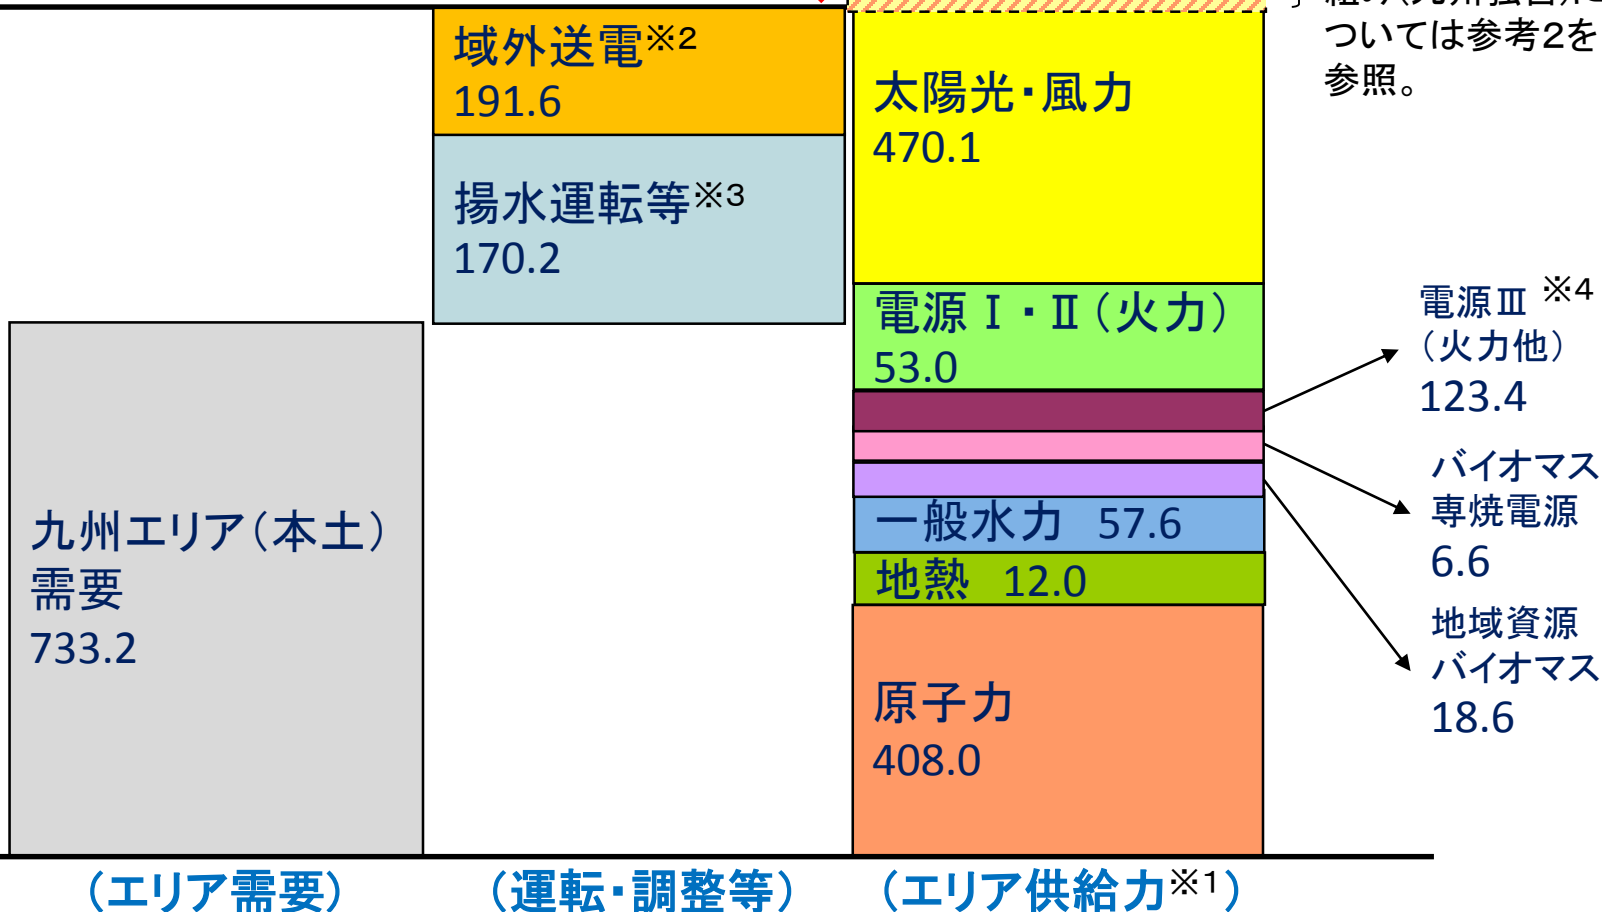 ついては参考2を
参照。
域外送電※2
191.6
揚水運転等※3
170.2
太陽光・風力
470.1
電源Ⅰ・Ⅱ(火力)
53.0
電源Ⅲ ※4
(火力他)
123.4
バイオマス
専焼電源
6.6
地域資源
バイオマス
18.6
一般水力 57.6
地熱 12.0
原子力
408.0
九州エリア(本土)
需要
733.2
(エリア需要)
(運転・調整等)
(エリア供給力※1)